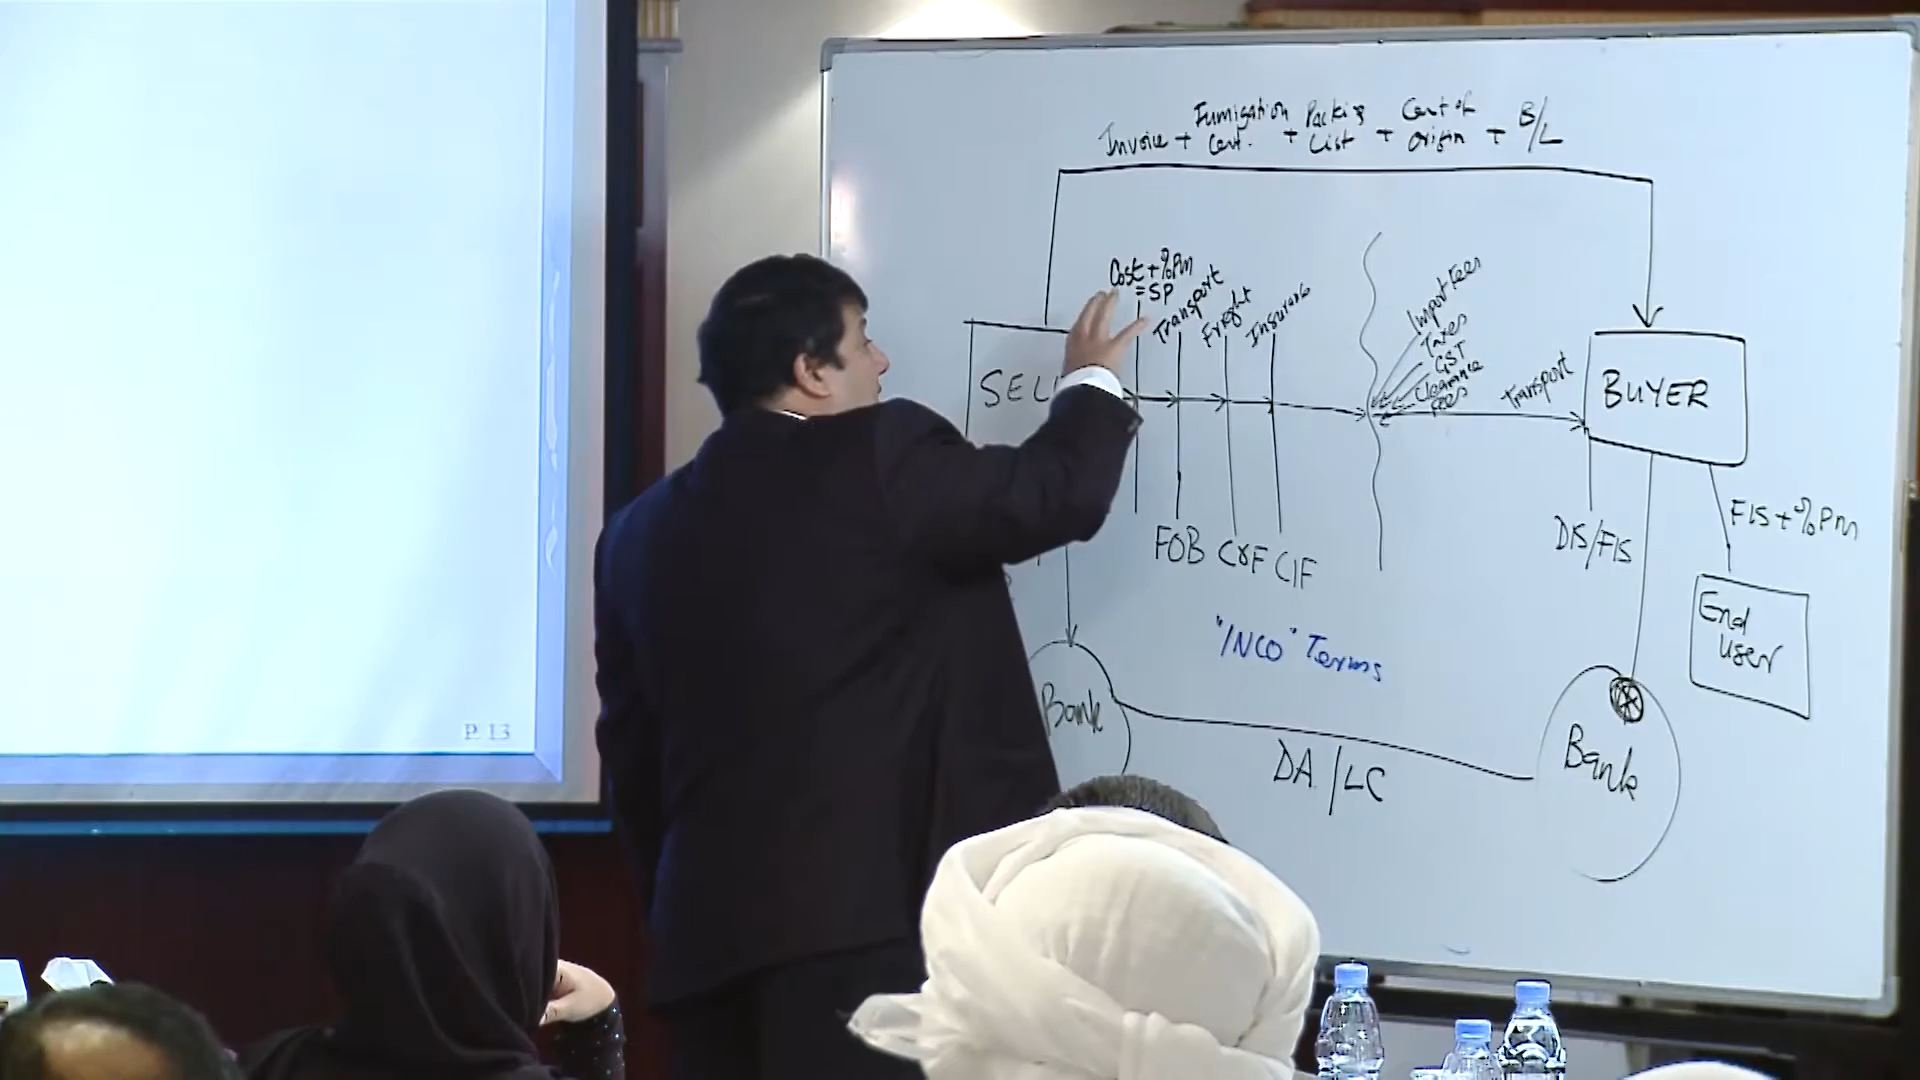 Invoice + Fumigation Cert. + Packing List + Cert of Origin + B/L
Cost + %PM
= SP
Transport
Freight
Insurance
Import Fees
Taxes
GST
Clearance
Fees
Transport
SEL
BUYER
FOB C&F CIF
DIS/FIS
FIS + %PM
End
User
"INCO" Terms
Bank
DA/LC
Bank
P. 13